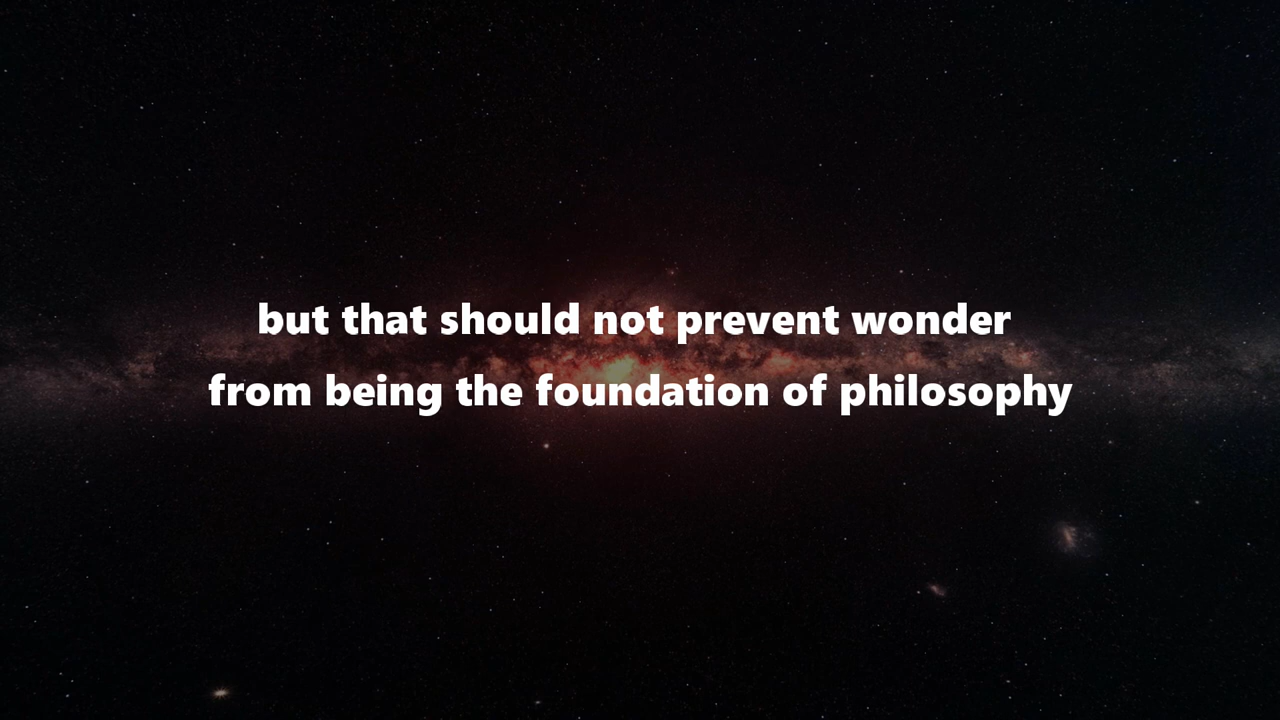 but that should not prevent wonder
from being the foundation of philosophy